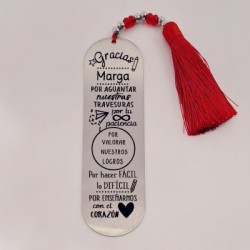 Gracias
Marga
POR AGUANTAR
nuestras
TRAVESURAS
por tu
paciencia
POR
VALORAR
NUESTROS
LOGROS
Por hacer FACIL
lo DIFÍCIL
POR ENSEÑARNOS
con el
CORAZÓN